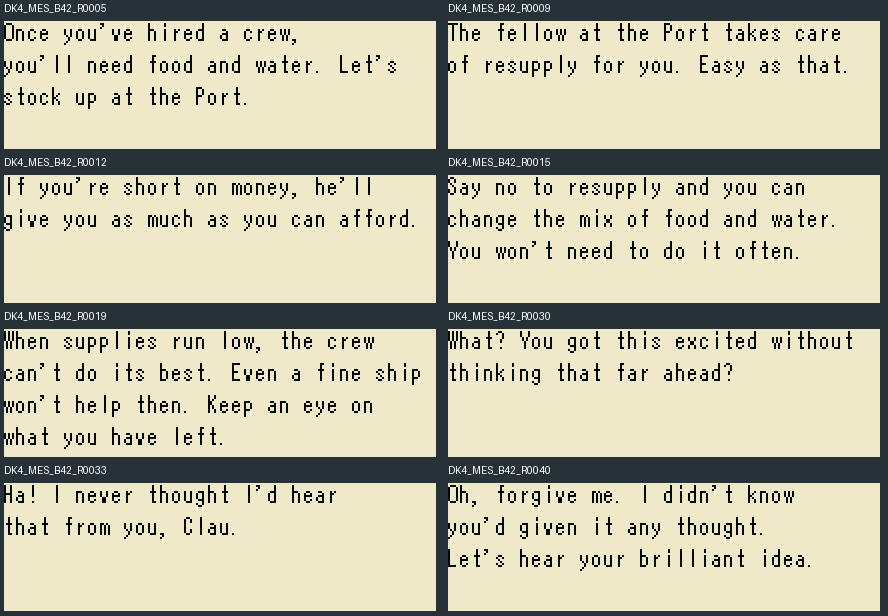 DK4_MES_B42_R0005
Once you've hired a crew,
you'll need food and water. Let's
stock up at the Port.
DK4_MES_B42_R0009
The fellow at the Port takes care
of resupply for you. Easy as that.
DK4_MES_B42_R0012
If you're short on money, he'll
give you as much as you can afford.
DK4_MES_B42_R0015
Say no to resupply and you can
change the mix of food and water.
You won't need to do it often.
DK4_MES_B42_R0019
When supplies run low, the crew
can't do its best. Even a fine ship
won't help then. Keep an eye on
what you have left.
DK4_MES_B42_R0030
What? You got this excited without
thinking that far ahead?
DK4_MES_B42_R0033
Ha! I never thought I'd hear
that from you, Clau.
DK4_MES_B42_R0040
Oh, forgive me. I didn't know
you'd given it any thought.
Let's hear your brilliant idea.